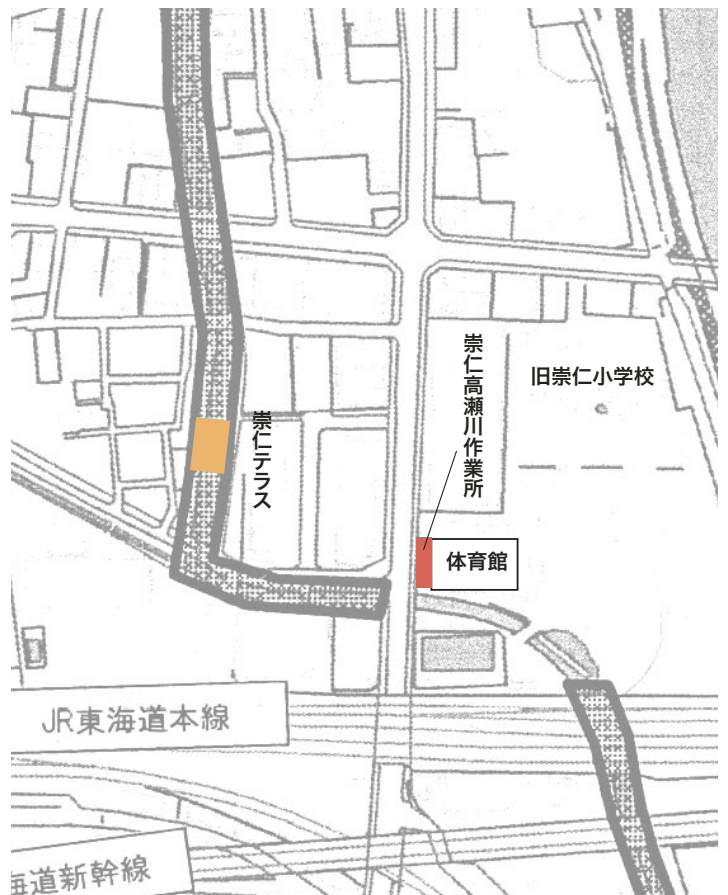 崇仁高瀬川作業所
旧崇仁小学校
崇仁テラス
体育館
JR東海道本線
海道新幹線